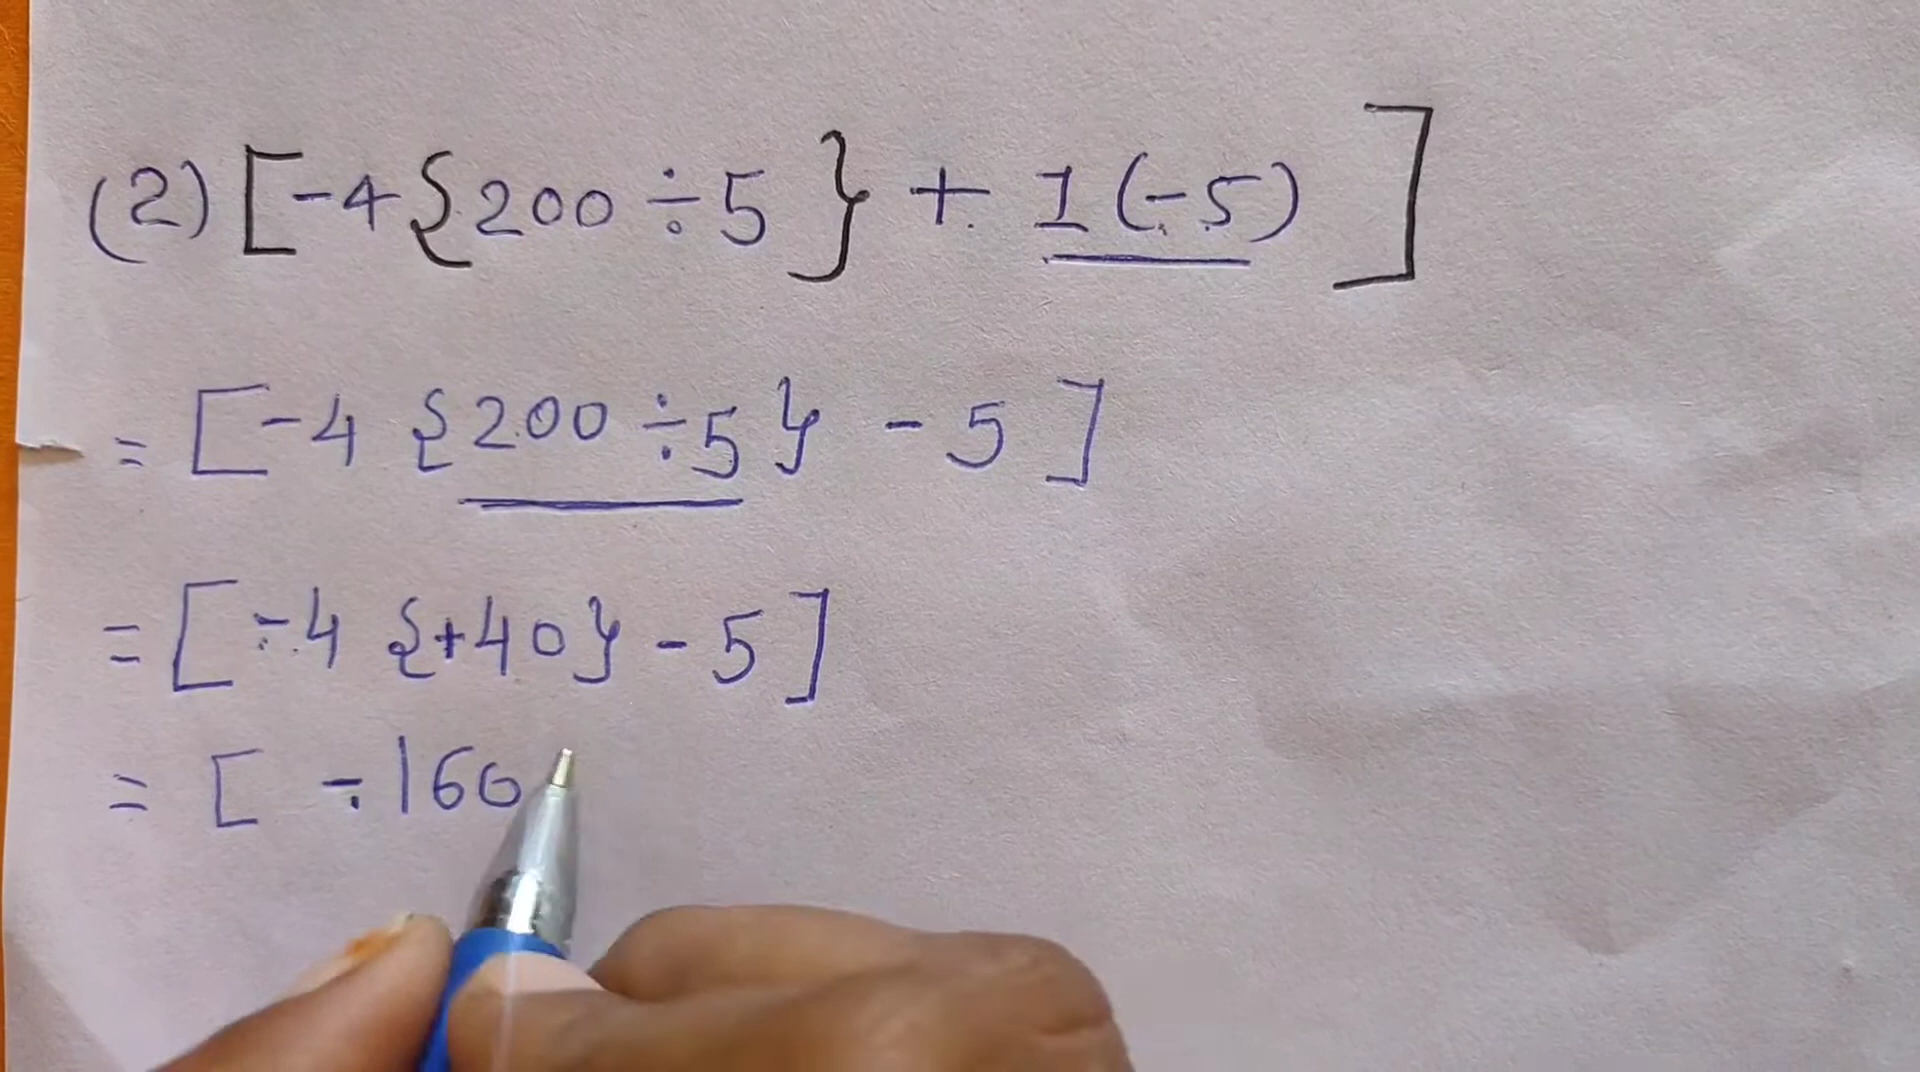 (2) [-4{200 ÷ 5} + 1(-5)]
= [-4 {200 ÷ 5} - 5]
= [-4 {+40} - 5]
= [ -160